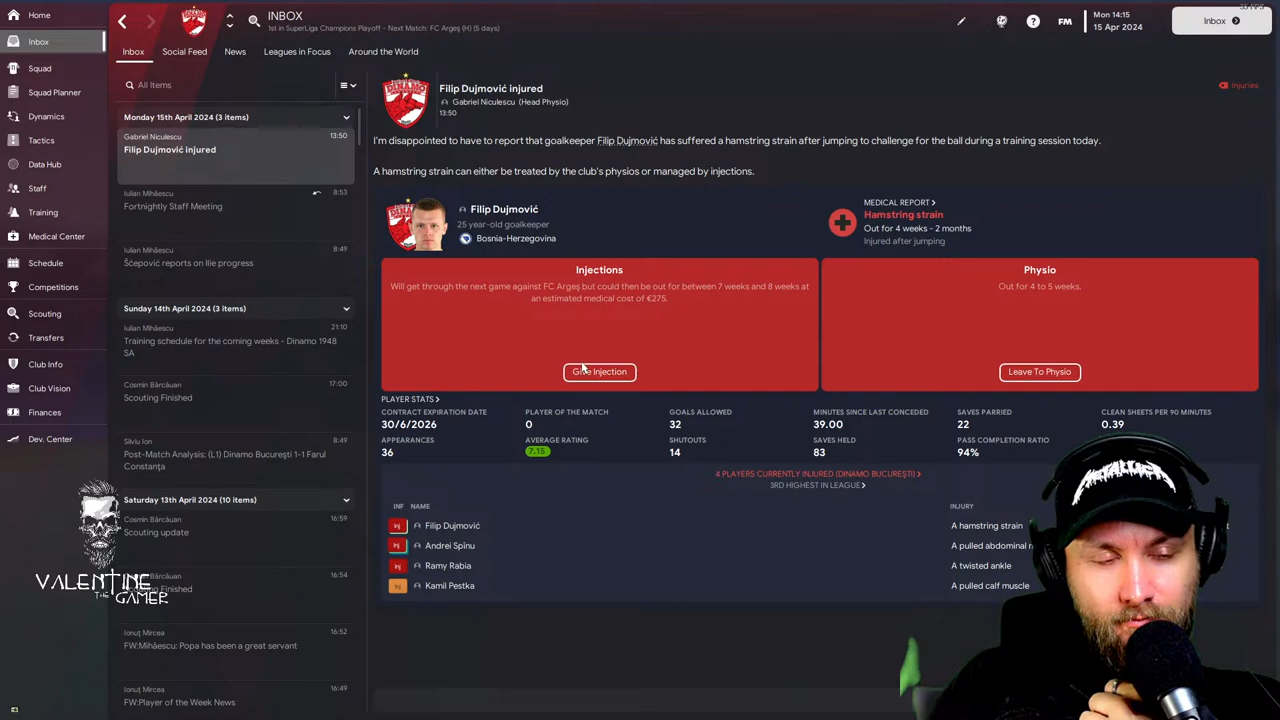 Home
Inbox
Squad
Squad Planner
Dynamics
Tactics
Data Hub
Staff
Training
Medical Center
Schedule
Competitions
Scouting
Transfers
Club Info
Club Vision
Finances
Dev. Center
INBOX
1st in SuperLiga Champions Playoff - Next Match: FC Argeș (H) (5 days)
FM
Mon 14:15
15 Apr 2024
Inbox
Inbox Social Feed News Leagues in Focus Around the World
All Items
Monday 15th April 2024 (3 items)
Gabriel Niculescu 13:50
Filip Dujmović injured
Iulian Mihăescu 8:53
Fortnightly Staff Meeting
Iulian Mihăescu 8:49
Šćepović reports on Ilie progress
Sunday 14th April 2024 (3 items)
Iulian Mihăescu 21:10
Training schedule for the coming weeks - Dinamo 1948
SA
Cosmin Bărcăuan 17:00
Scouting Finished
Silviu Ion 8:49
Post-Match Analysis: (L1) Dinamo București 1-1 Farul
Constanța
Saturday 13th April 2024 (10 items)
Cosmin Bărcăuan 16:59
Scouting update
Bărcăuan 16:54
Finished
Ionuț Mircea 16:52
FW:Mihăescu: Popa has been a great servant
Ionuț Mircea 16:49
FW:Player of the Week News
VALENTINE
THE GAMER
Filip Dujmović injured
Gabriel Niculescu (Head Physio)
13:50
Injuries
I'm disappointed to have to report that goalkeeper Filip Dujmović has suffered a hamstring strain after jumping to challenge for the ball during a training session today.
A hamstring strain can either be treated by the club's physios or managed by injections.
Filip Dujmović
25 year-old goalkeeper
Bosnia-Herzegovina
MEDICAL REPORT
Hamstring strain
Out for 4 weeks - 2 months
Injured after jumping
Injections
Will get through the next game against FC Argeș but could then be out for between 7 weeks and 8 weeks at
an estimated medical cost of €275.
Give Injection
Physio
Out for 4 to 5 weeks.
Leave To Physio
PLAYER STATS
CONTRACT EXPIRATION DATE PLAYER OF THE MATCH GOALS ALLOWED MINUTES SINCE LAST CONCEDED SAVES PARRIED CLEAN SHEETS PER 90 MINUTES
30/6/2026 0 32 39.00 22 0.39
APPEARANCES AVERAGE RATING SHUTOUTS SAVES HELD PASS COMPLETION RATIO
36 7.15 14 83 94%
4 PLAYERS CURRENTLY INJURED (DINAMO BUCUREȘTI)
3RD HIGHEST IN LEAGUE
INF NAME INJURY
Inj Filip Dujmović A hamstring strain
Inj Andrei Spînu A pulled abdominal
Inj Ramy Rabia A twisted ankle
Inj Kamil Pestka A pulled calf muscle
METALLICA